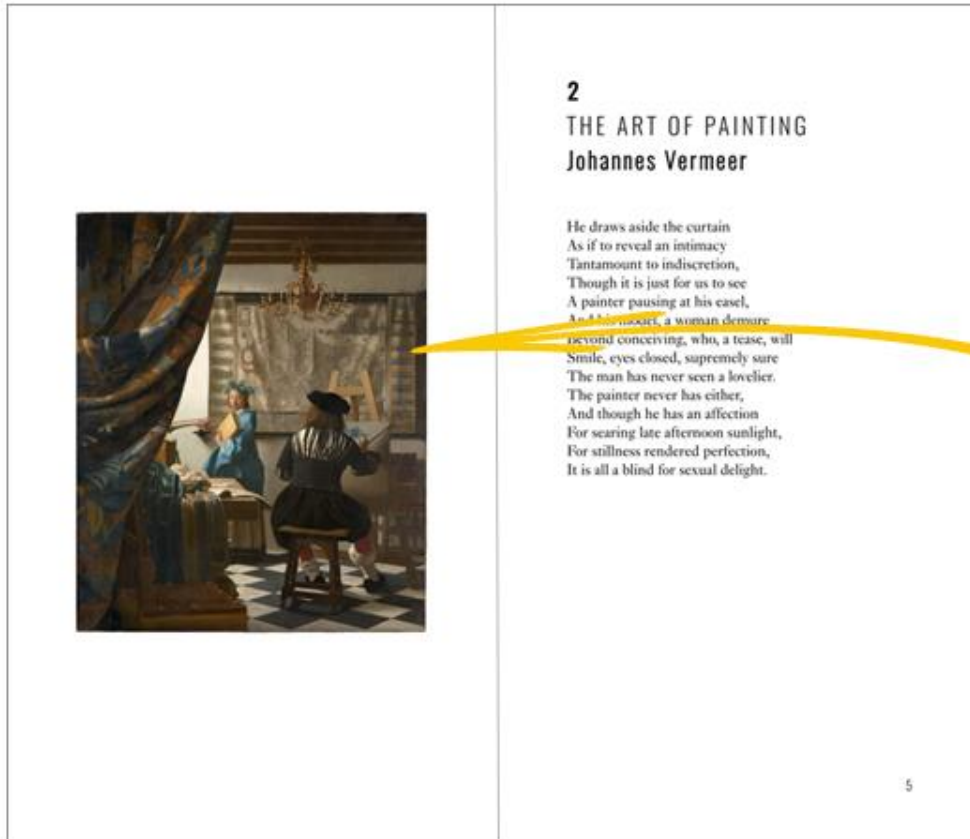 2
THE ART OF PAINTING
Johannes Vermeer
He draws aside the curtain
As if to reveal an intimacy
Tantamount to indiscretion,
Though it is just for us to see
A painter pausing at his easel,
And his model, a woman demure
Beyond conceiving, who, a tease, will
Smile, eyes closed, supremely sure
The man has never seen a lovelier.
The painter never has either,
And though he has an affection
For searing late afternoon sunlight,
For stillness rendered perfection,
It is all a blind for sexual delight.
5